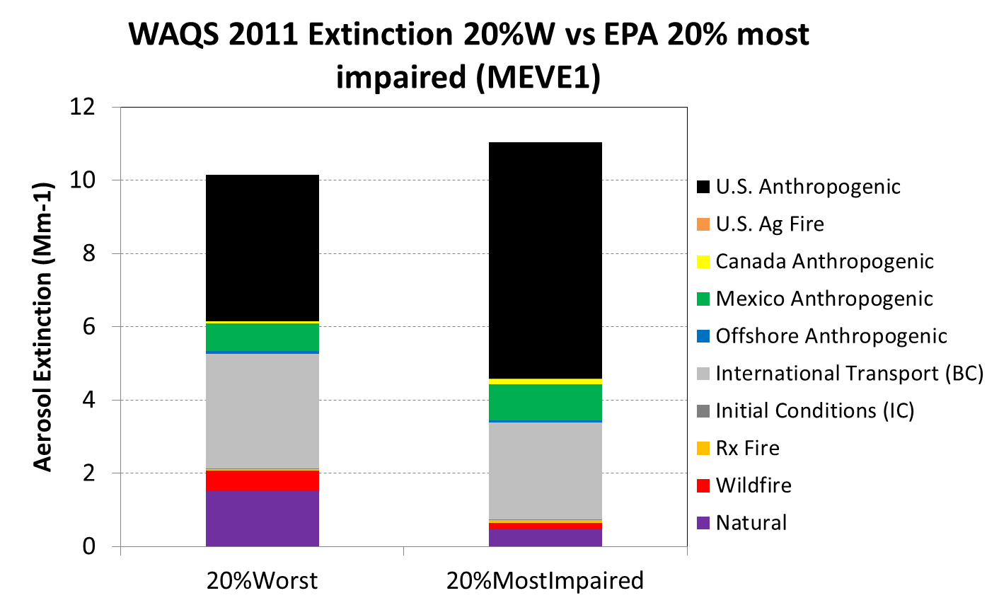 WAQS 2011 Extinction 20%W vs EPA 20% most
impaired (MEVE1)
12
10
8
6
4
2
0
Aerosol Extinction (Mm-1)
20%Worst
20%MostImpaired
U.S. Anthropogenic
U.S. Ag Fire
Canada Anthropogenic
Mexico Anthropogenic
Offshore Anthropogenic
International Transport (BC)
Initial Conditions (IC)
Rx Fire
Wildfire
Natural